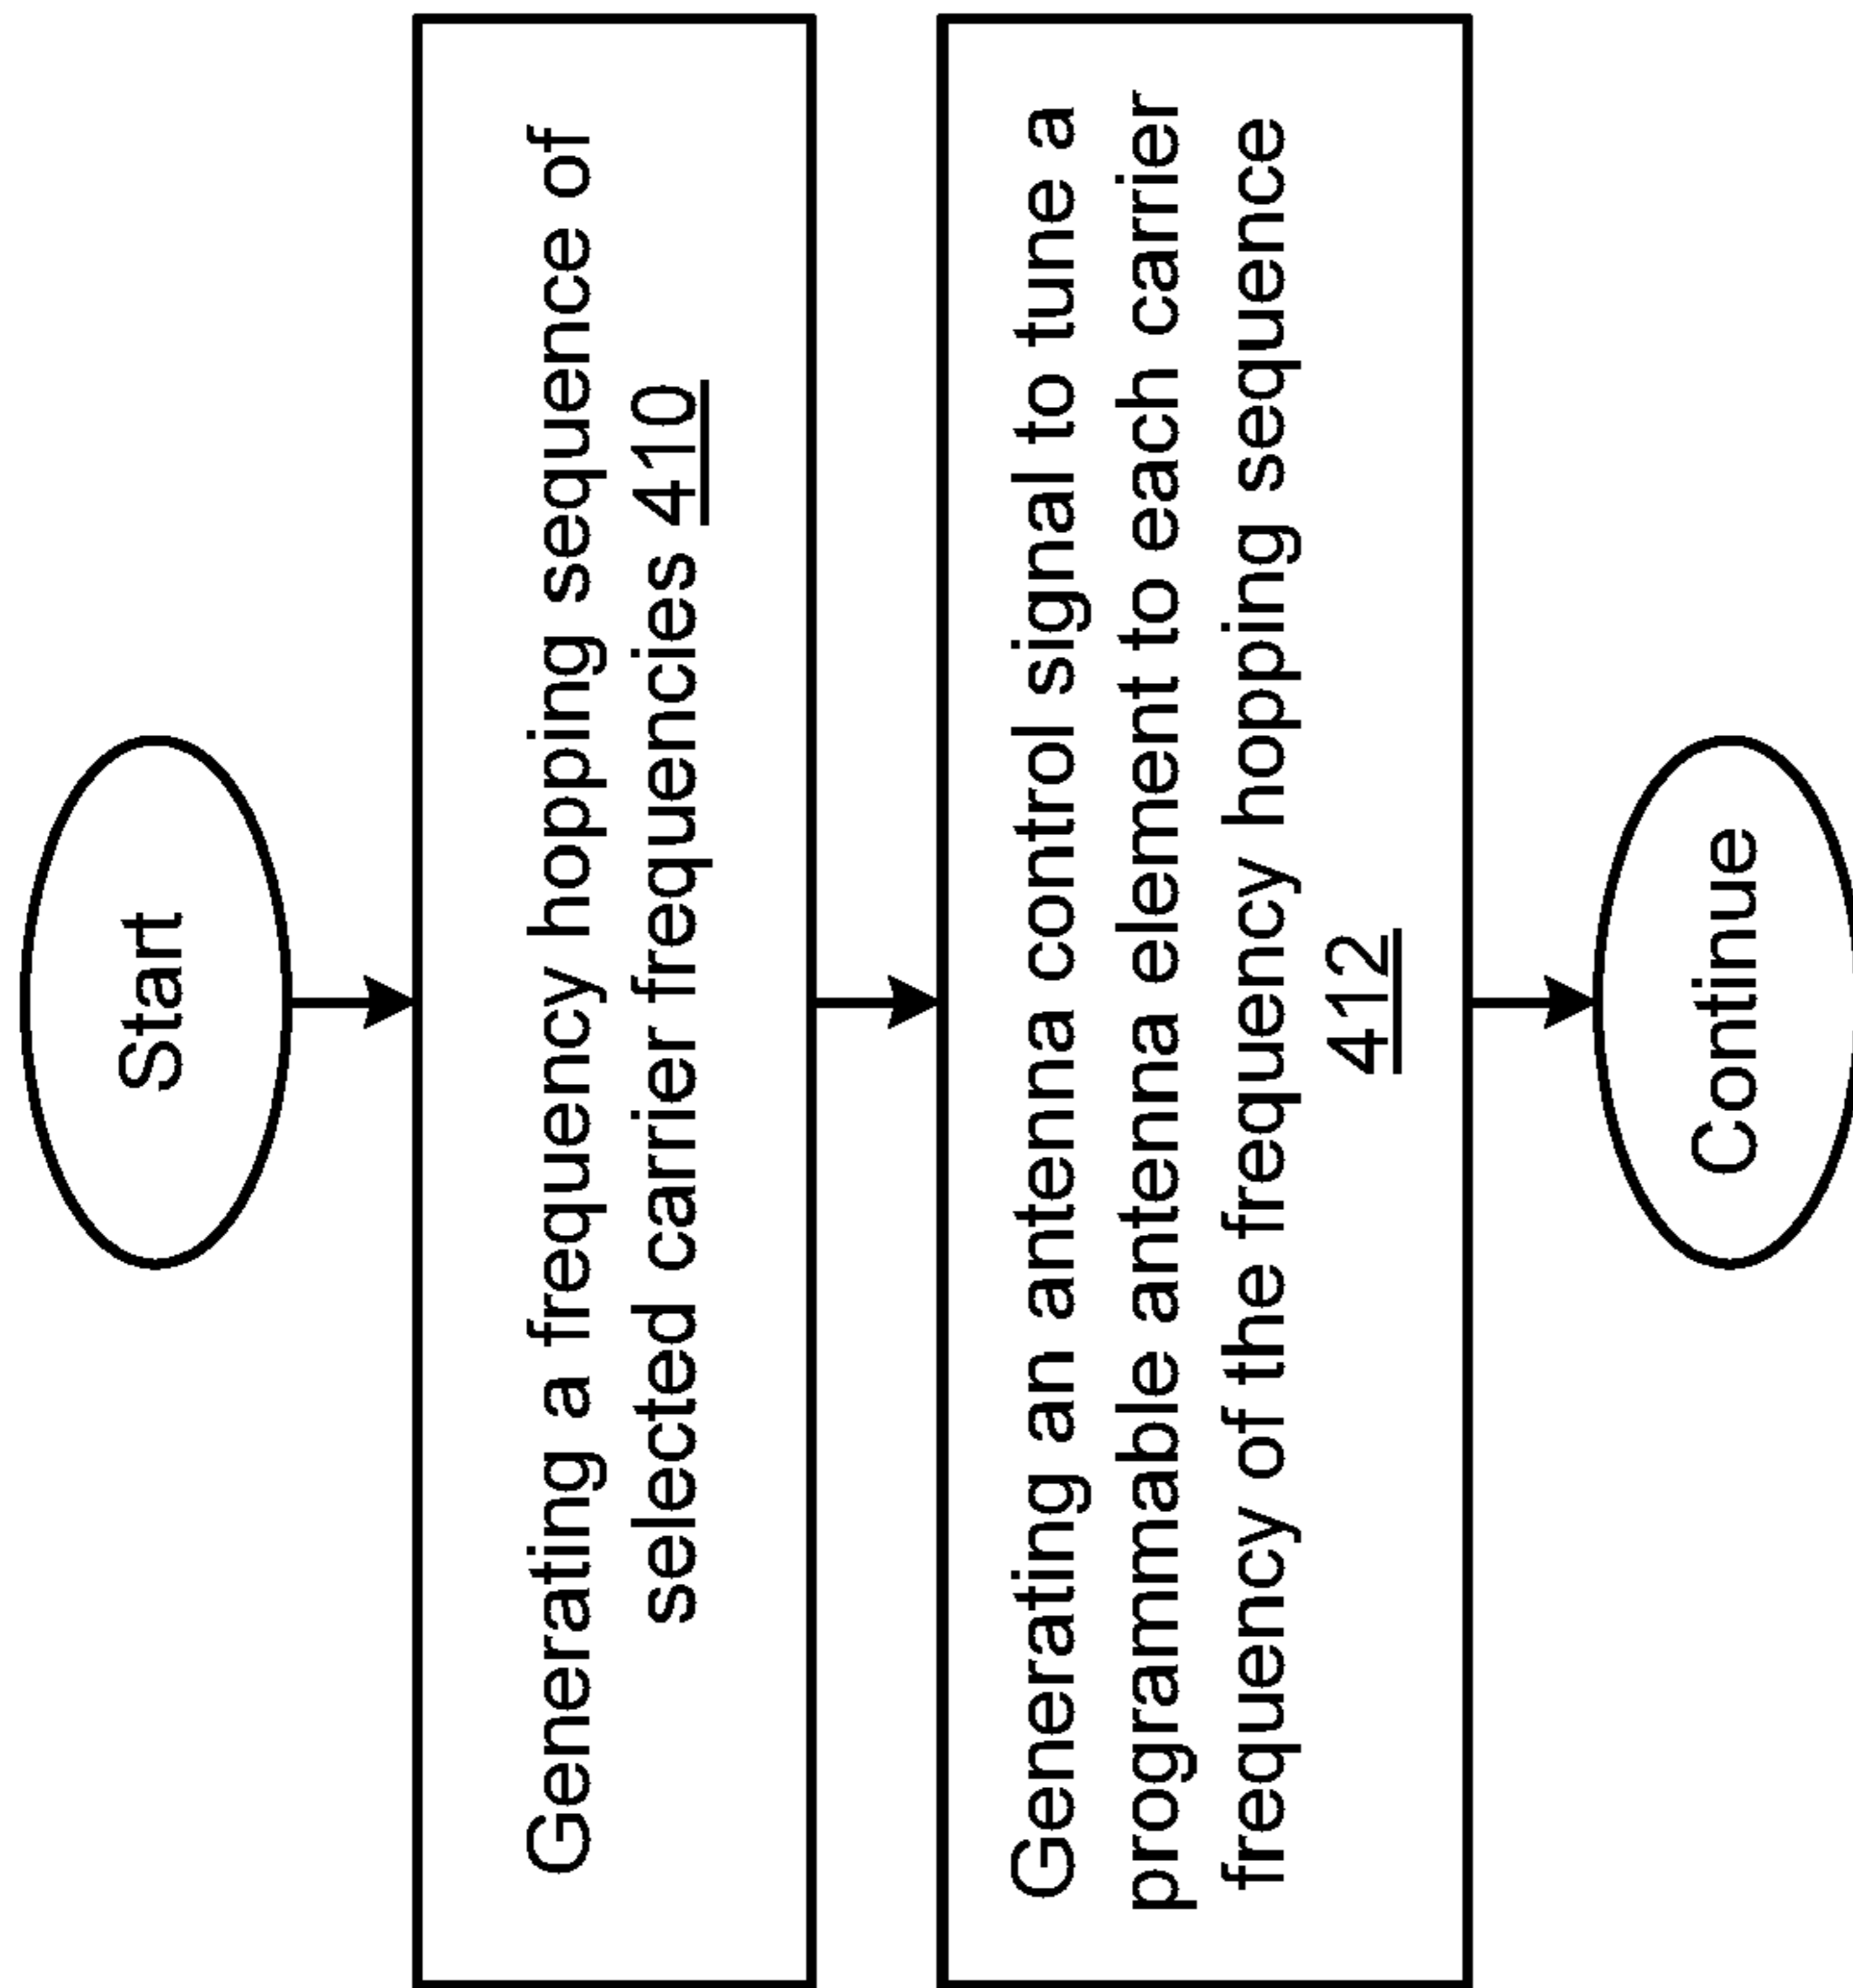 Start
Generating a frequency hopping sequence of
selected carrier frequencies 410
Generating an antenna control signal to tune a
programmable antenna element to each carrier
frequency of the frequency hopping sequence
412
Continue